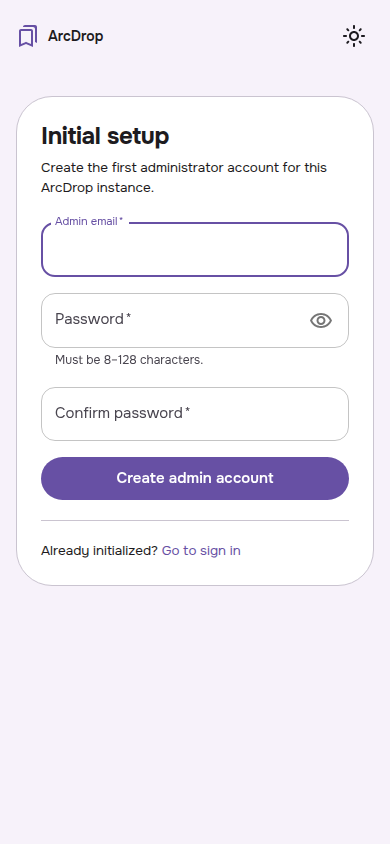 ArcDrop
Initial setup
Create the first administrator account for this
ArcDrop instance.
Admin email *
Password *
Must be 8–128 characters.
Confirm password *
Create admin account
Already initialized? Go to sign in